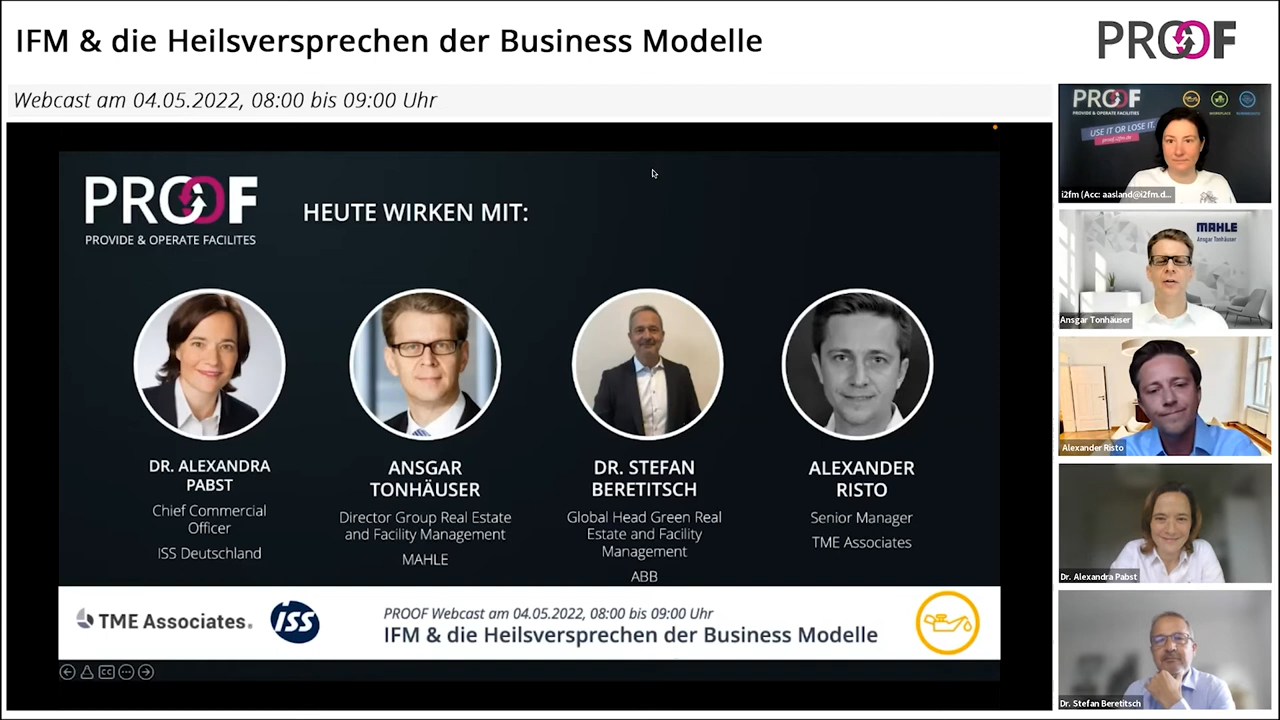 IFM & die Heilsversprechen der Business Modelle
PROOF
Webcast am 04.05.2022, 08:00 bis 09:00 Uhr
PROOF
PROVIDE & OPERATE FACILITES
HEUTE WIRKEN MIT:
DR. ALEXANDRA
PABST
Chief Commercial
Officer
ISS Deutschland
ANSGAR
TONHÄUSER
Director Group Real Estate
and Facility Management
MAHLE
DR. STEFAN
BERETITSCH
Global Head Green Real
Estate and Facility
Management
ABB
ALEXANDER
RISTO
Senior Manager
TME Associates
TME Associates.
ISS
PROOF Webcast am 04.05.2022, 08:00 bis 09:00 Uhr
IFM & die Heilsversprechen der Business Modelle
CC
PROOF
PROVIDE & OPERATE FACILITIES
USE IT OR LOSE IT.
i2fm (Acc: aasland@i2fm.d...
MAHLE
Ansgar Tonhäuser
Ansgar Tonhäuser
Alexander Risto
Dr. Alexandra Pabst
Dr. Stefan Beretitsch